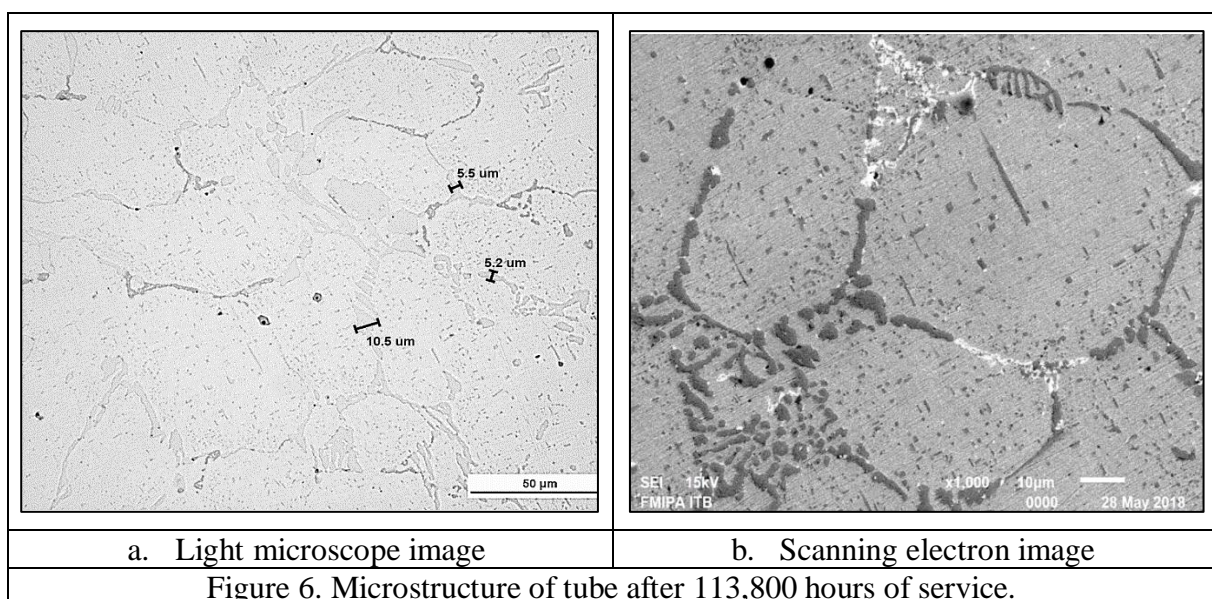 5.5 um
5.2 um
10.5 um
50 µm
SEI 15kV x1,000 10µm
FMIPA ITB 0000 28 May 2018
a. Light microscope image
b. Scanning electron image
Figure 6. Microstructure of tube after 113,800 hours of service.